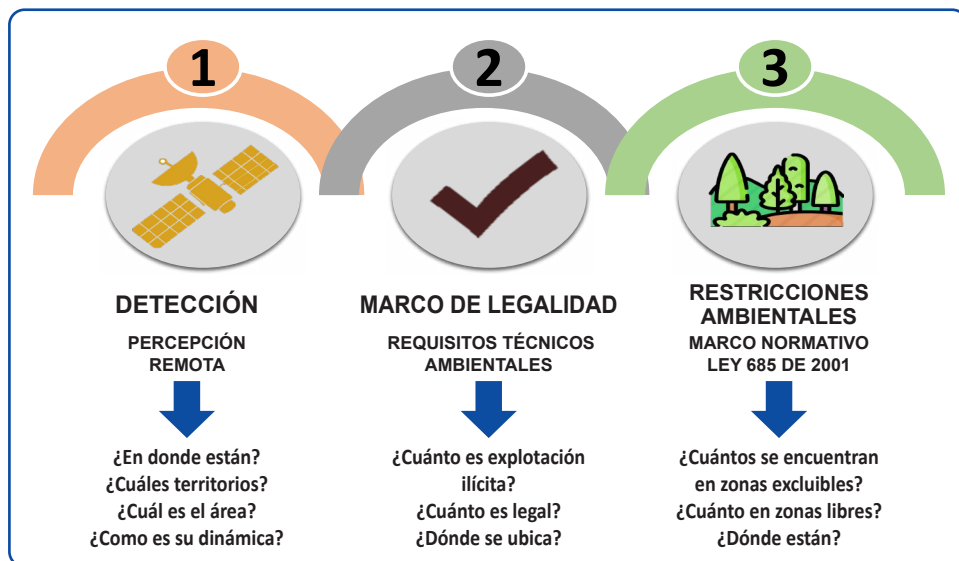 1
DETECCIÓN
PERCEPCIÓN
REMOTA
¿En donde están?
¿Cuáles territorios?
¿Cuál es el área?
¿Como es su dinámica?
2
MARCO DE LEGALIDAD
REQUISITOS TÉCNICOS
AMBIENTALES
¿Cuánto es explotación
ilícita?
¿Cuánto es legal?
¿Dónde se ubica?
3
RESTRICCIONES
AMBIENTALES
MARCO NORMATIVO
LEY 685 DE 2001
¿Cuántos se encuentran
en zonas excluibles?
¿Cuánto en zonas libres?
¿Dónde están?